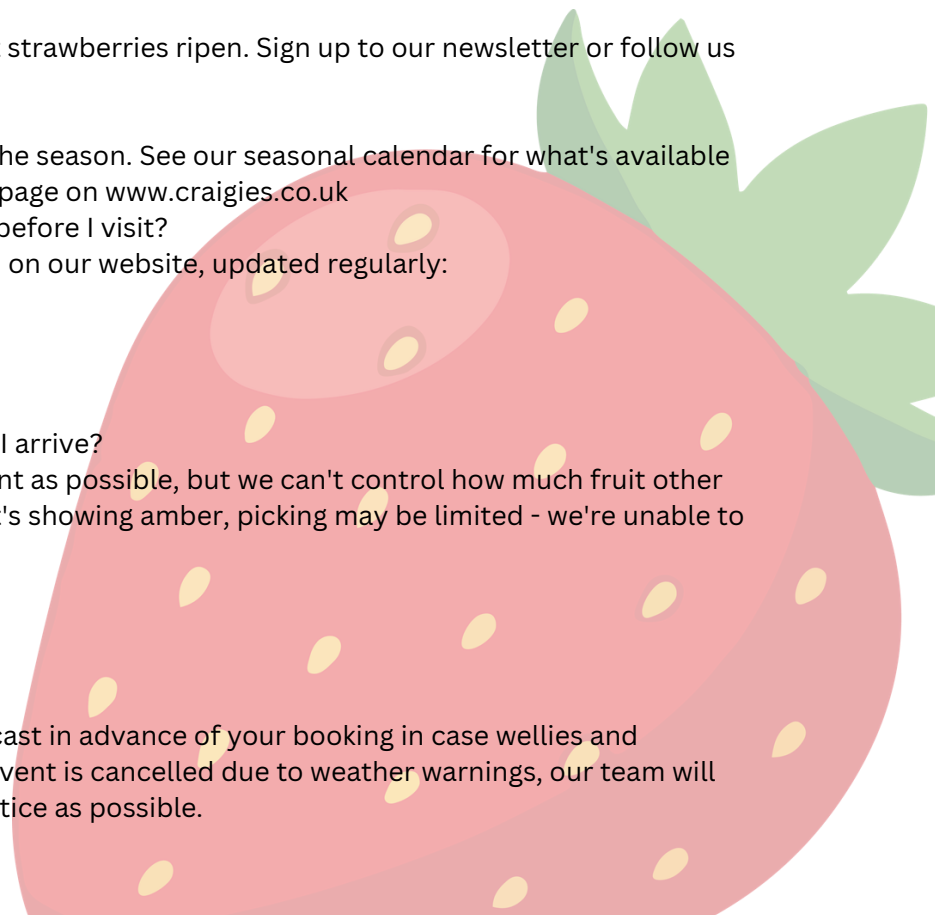 strawberries ripen. Sign up to our newsletter or follow us
he season. See our seasonal calendar for what's available
page on www.craigies.co.uk
before I visit?
on our website, updated regularly:
I arrive?
nt as possible, but we can't control how much fruit other
t's showing amber, picking may be limited - we're unable to
cast in advance of your booking in case wellies and
vent is cancelled due to weather warnings, our team will
tice as possible.